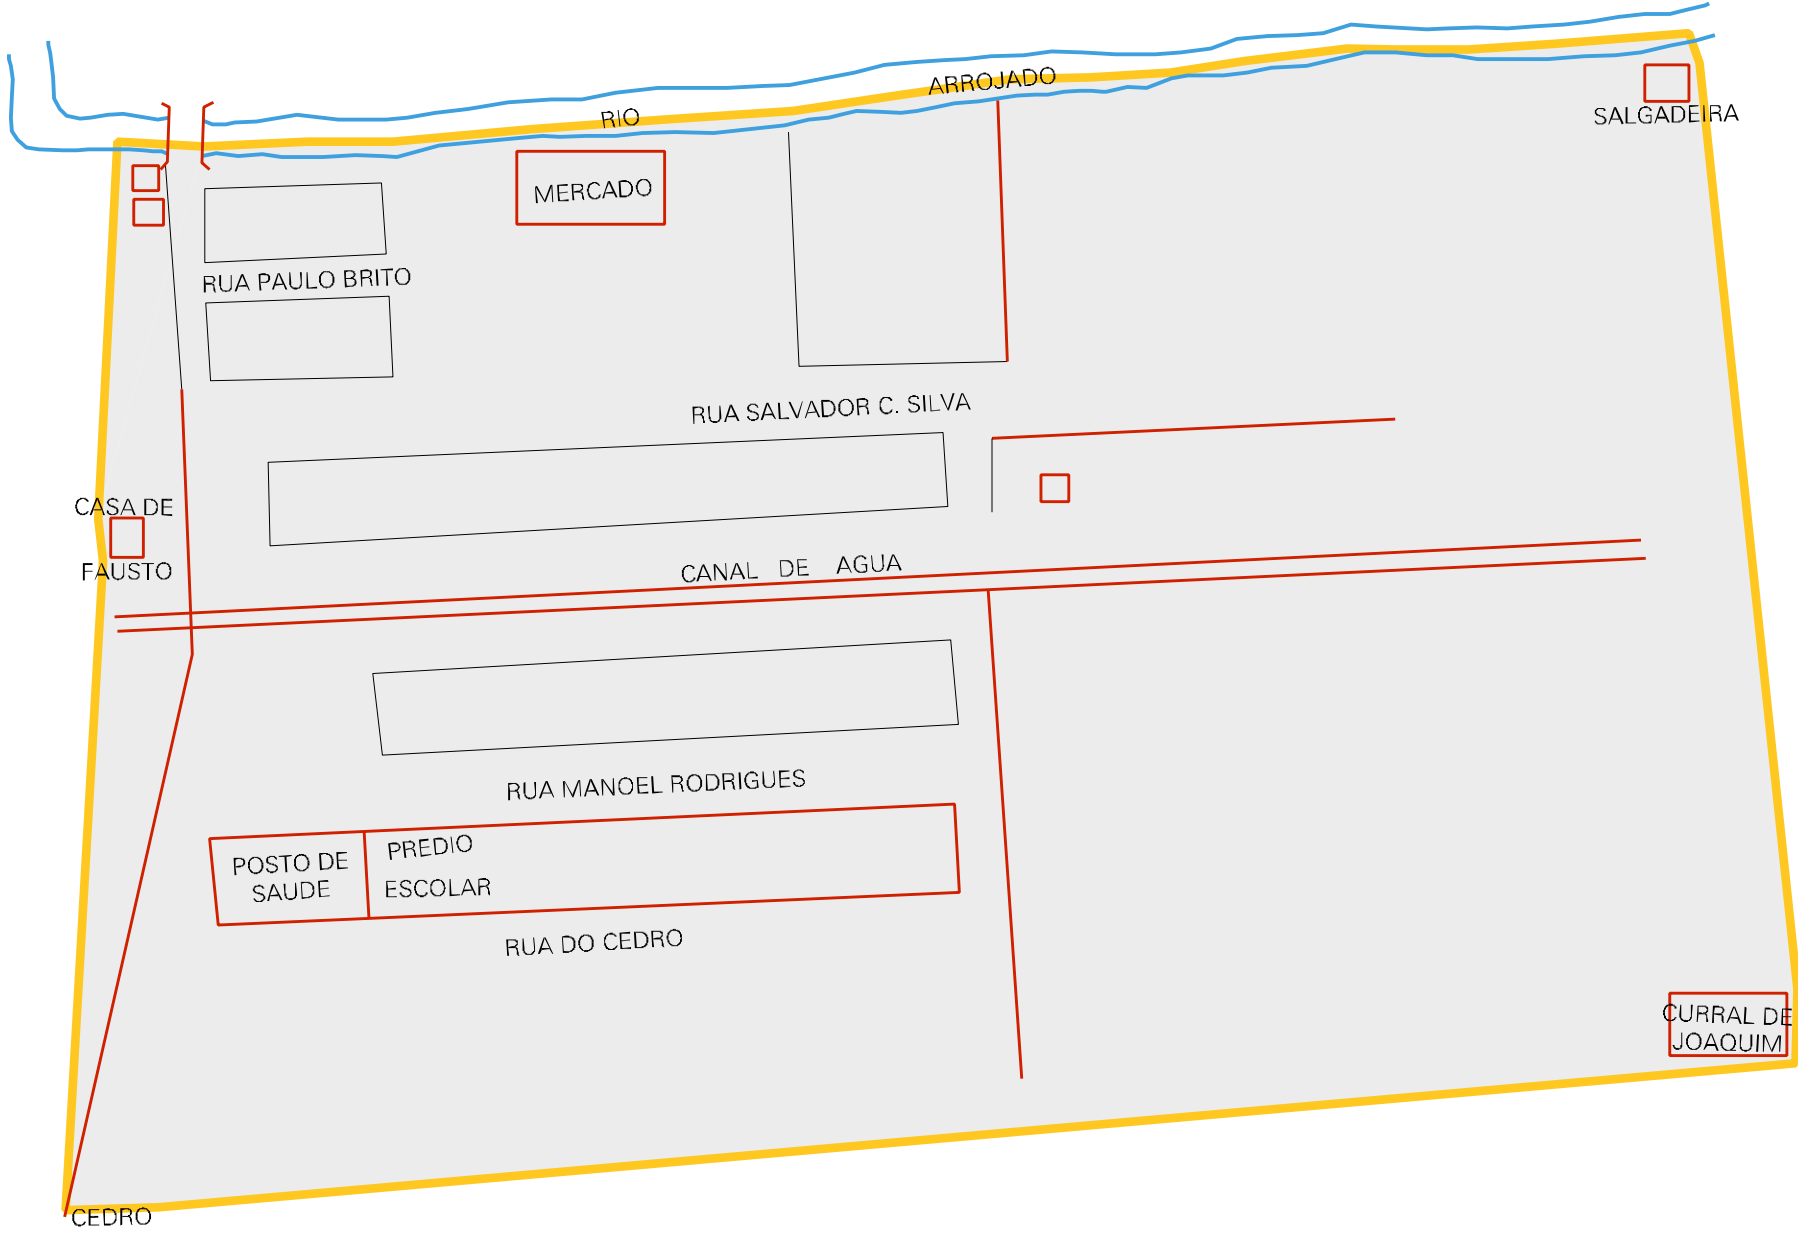 ARROJADO
RIO
SALGADEIRA
MERCADO
RUA PAULO BRITO
RUA SALVADOR C. SILVA
CASA DE
FAUSTO
CANAL DE AGUA
RUA MANOEL RODRIGUES
POSTO DE
SAUDE
PREDIO
ESCOLAR
RUA DO CEDRO
CURRAL DE
JOAQUIM
CEDRO